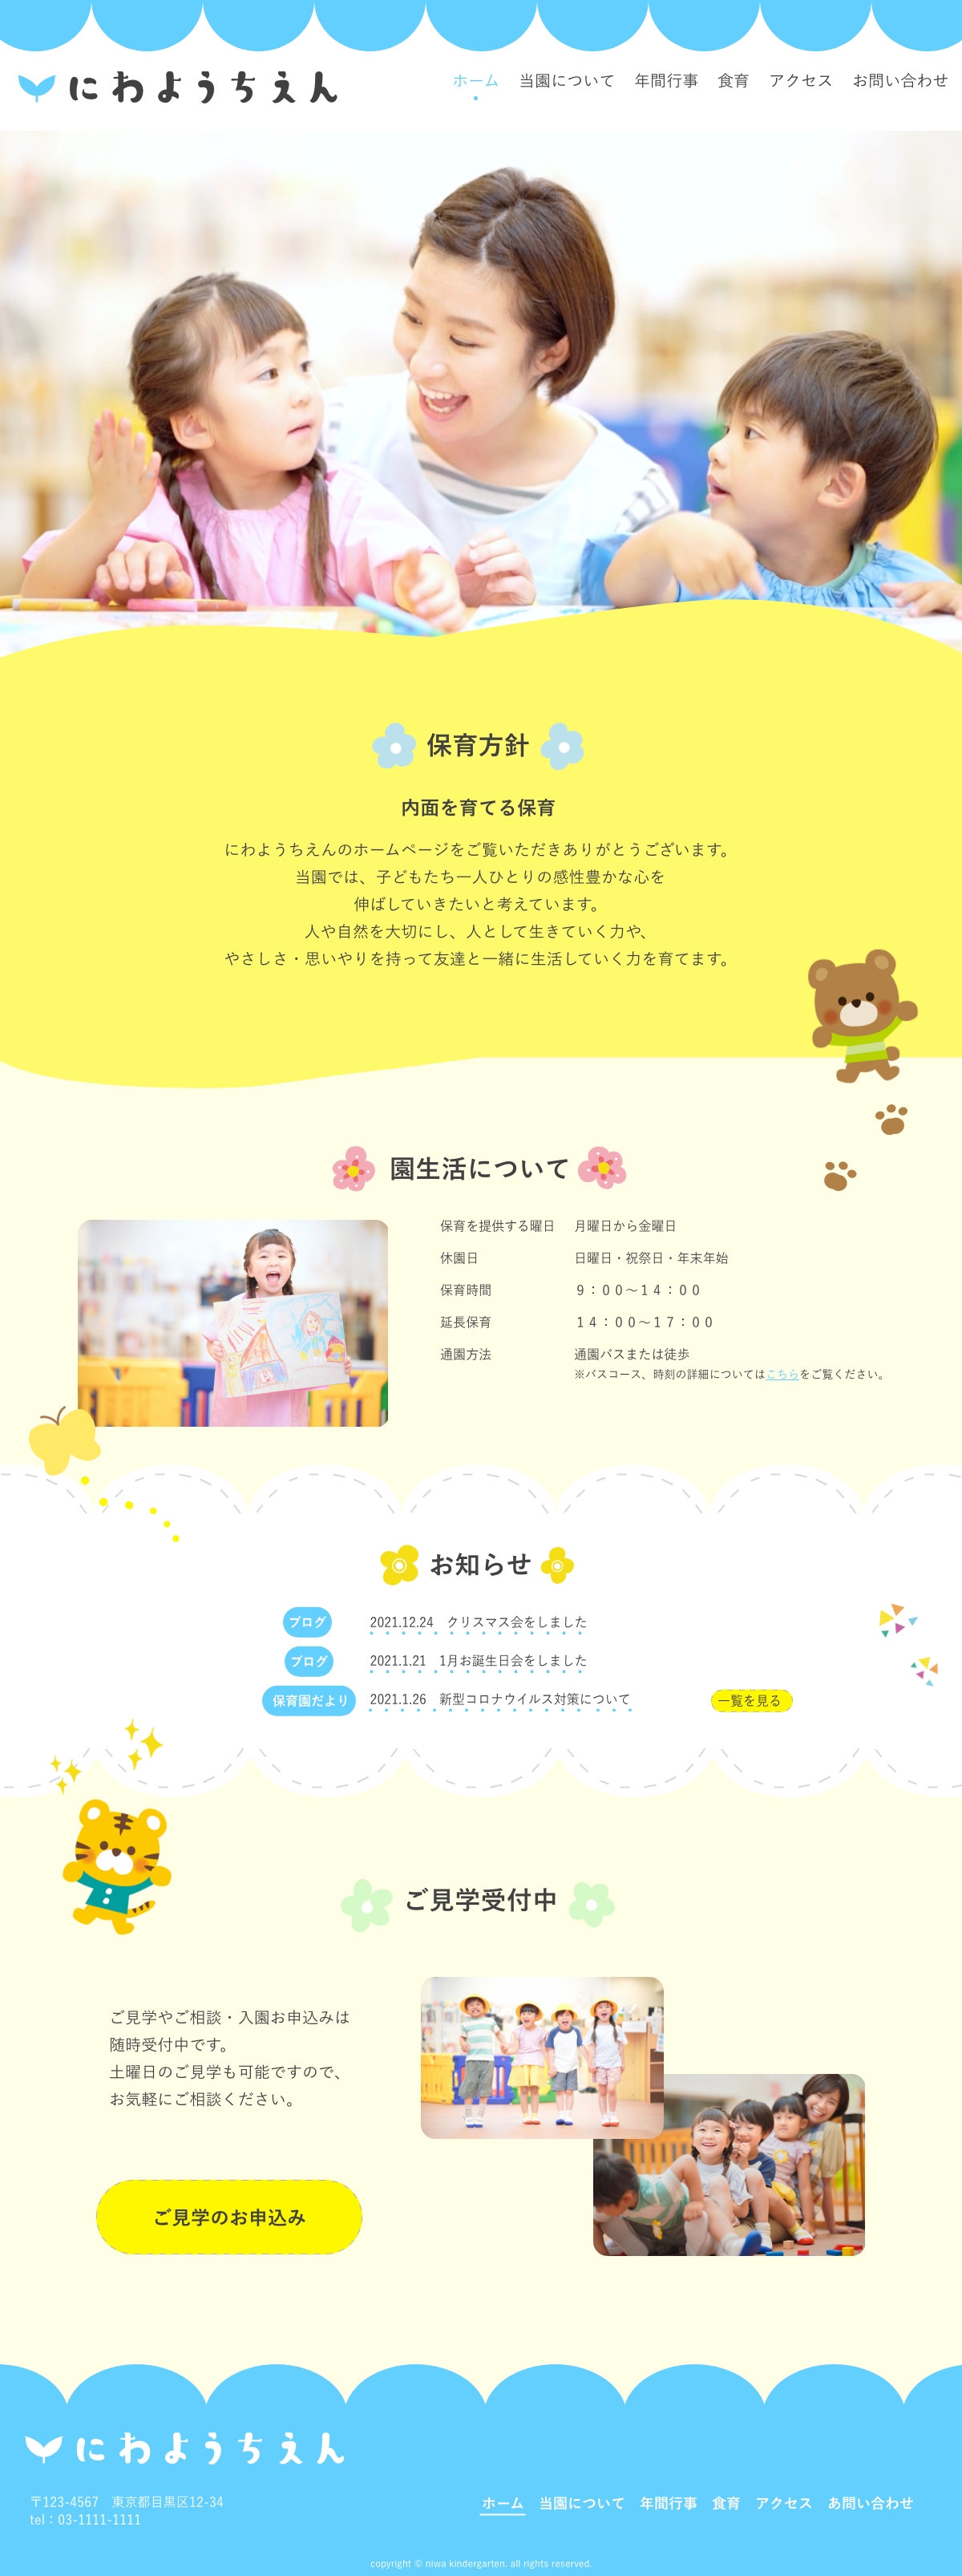 にわようちえん
ホーム 当園について 年間行事 食育 アクセス お問い合わせ
保育方針
内面を育てる保育
にわようちえんのホームページをご覧いただきありがとうございます。
当園では、子どもたち一人ひとりの感性豊かな心を
伸ばしていきたいと考えています。
人や自然を大切にし、人として生きていく力や、
やさしさ・思いやりを持って友達と一緒に生活していく力を育てます。
園生活について
保育を提供する曜日 月曜日から金曜日
休園日 日曜日・祝祭日・年末年始
保育時間 ９：００〜１４：００
延長保育 １４：００〜１７：００
通園方法 通園バスまたは徒歩
※バスコース、時刻の詳細についてはこちらをご覧ください。
お知らせ
ブログ 2021.12.24 クリスマス会をしました
ブログ 2021.1.21 1月お誕生日会をしました
保育園だより 2021.1.26 新型コロナウイルス対策について 一覧を見る
ご見学受付中
ご見学やご相談・入園お申込みは
随時受付中です。
土曜日のご見学も可能ですので、
お気軽にご相談ください。
ご見学のお申込み
にわようちえん
〒123-4567 東京都目黒区12-34
tel：03-1111-1111
ホーム 当園について 年間行事 食育 アクセス あ問い合わせ
copyright © niwa kindergarten. all rights reserved.